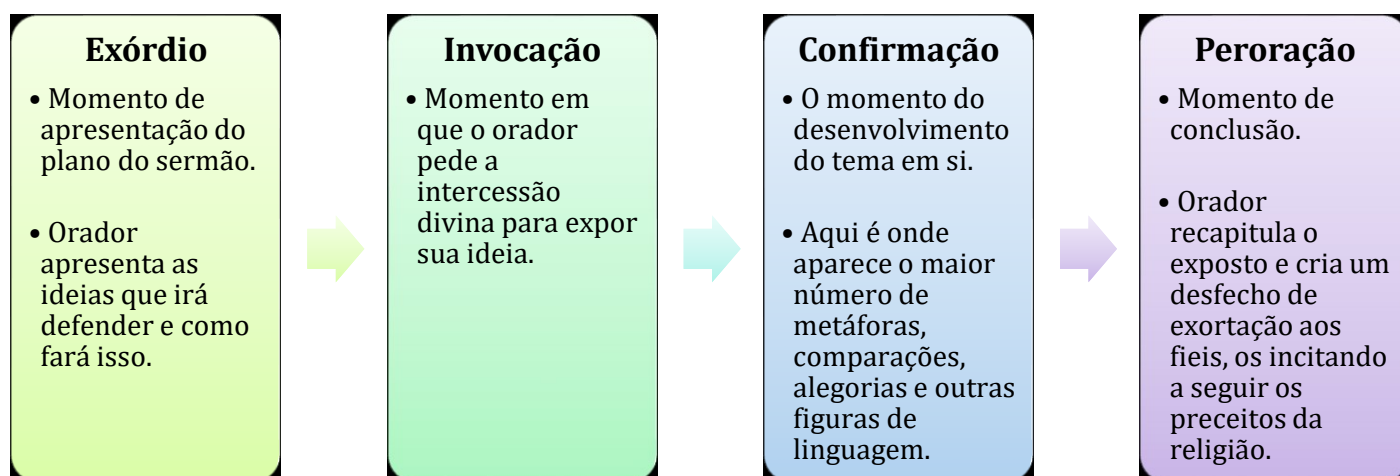 Exórdio
• Momento de
apresentação do
plano do sermão.
• Orador
apresenta as
ideias que irá
defender e como
fará isso.
Invocação
• Momento em
que o orador
pede a
intercessão
divina para expor
sua ideia.
Confirmação
• O momento do
desenvolvimento
do tema em si.
• Aqui é onde
aparece o maior
número de
metáforas,
comparações,
alegorias e outras
figuras de
linguagem.
Peroração
• Momento de
conclusão.
• Orador
recapitula o
exposto e cria um
desfecho de
exortação aos
fieis, os incitando
a seguir os
preceitos da
religião.